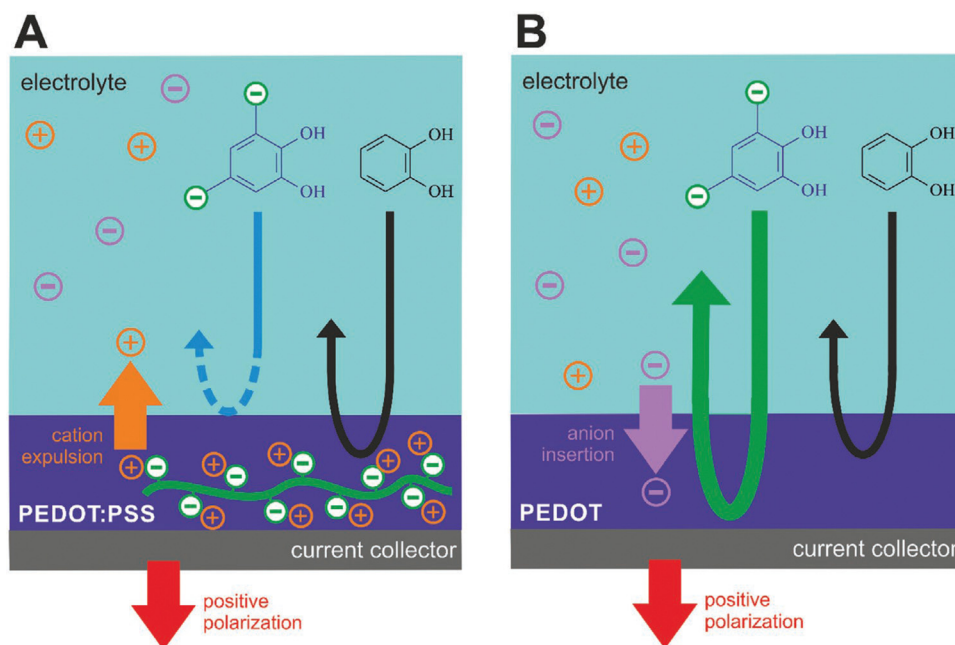 A
electrolyte
OH
OH
OH
OH
cation
expulsion
PEDOT:PSS
current collector
positive
polarization
B
electrolyte
OH
OH
OH
OH
anion
insertion
PEDOT
current collector
positive
polarization